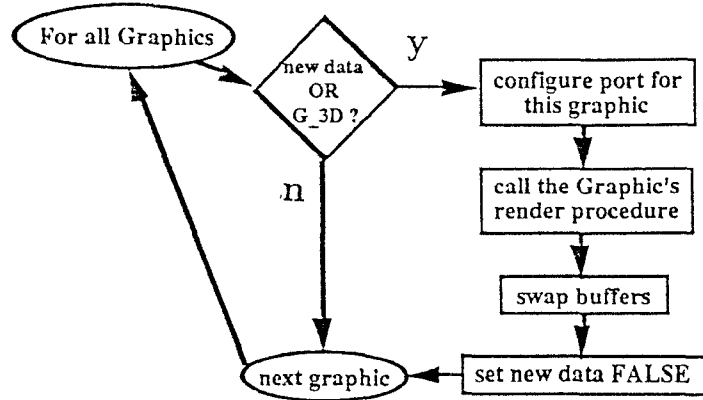 For all Graphics
new data
OR
G_3D ?
y
n
configure port for
this graphic
call the Graphic's
render procedure
swap buffers
set new data FALSE
next graphic